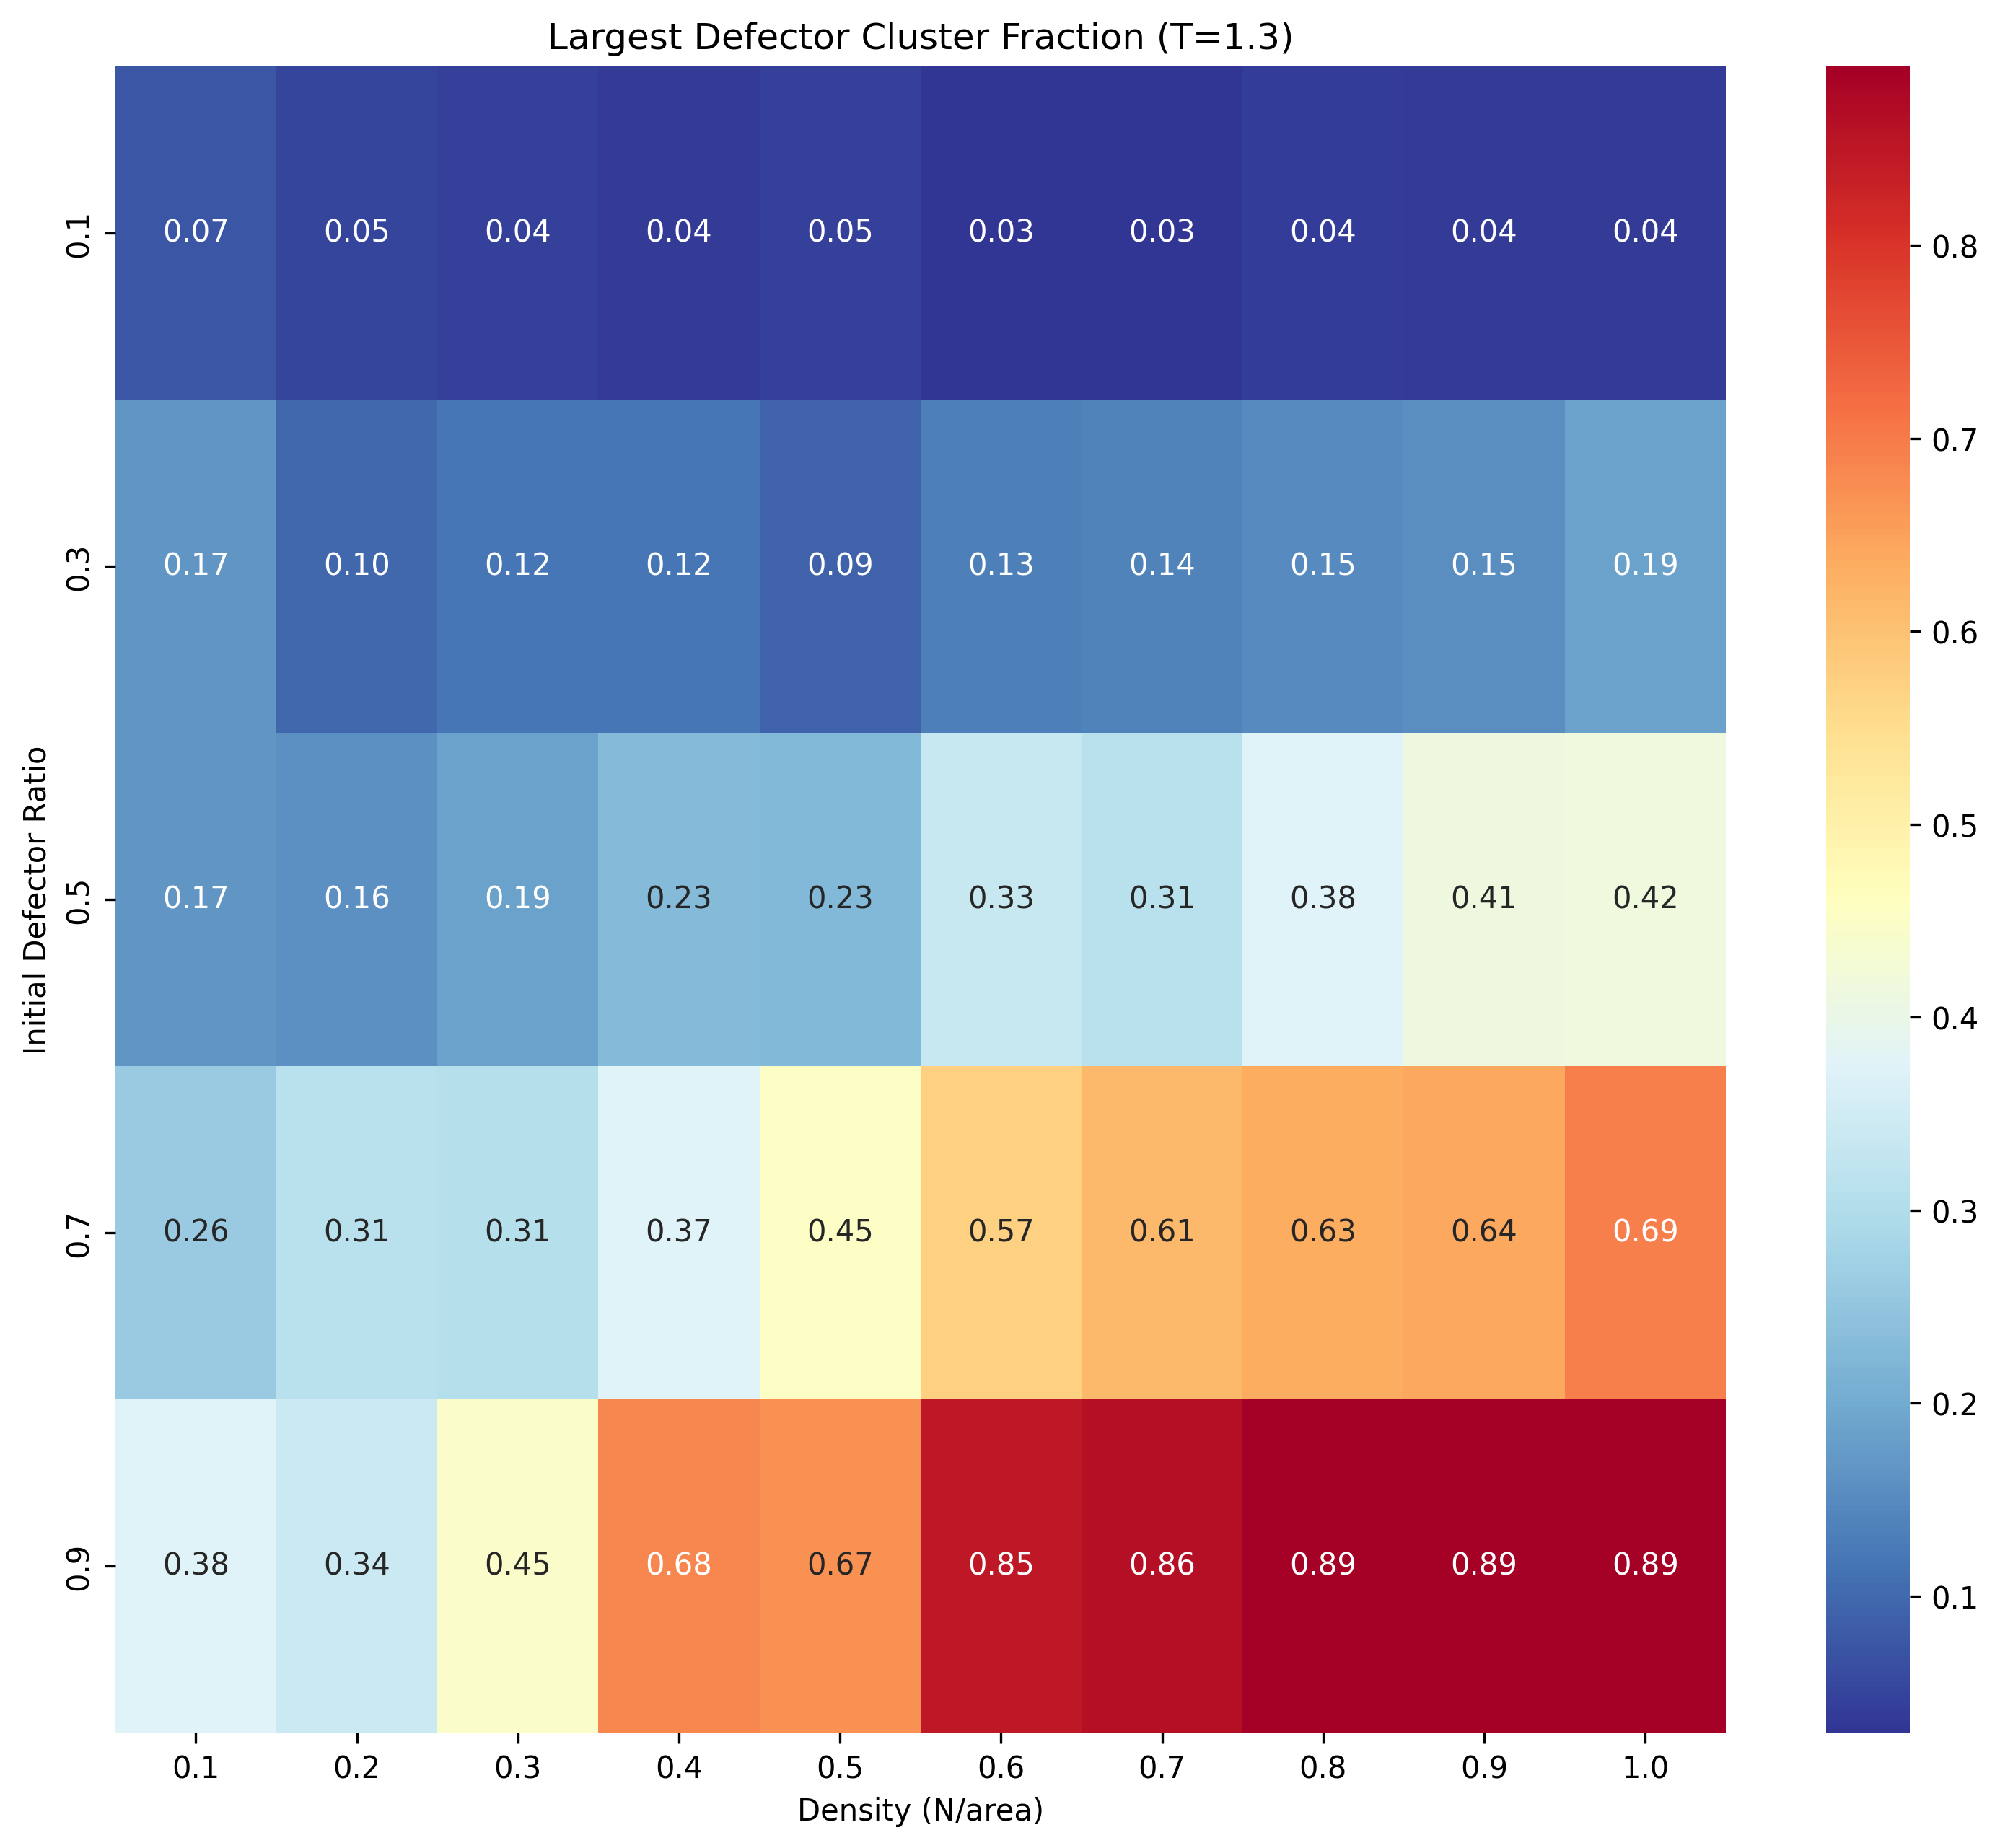 Largest Defector Cluster Fraction (T=1.3)
0.1 0.07 0.05 0.04 0.04 0.05 0.03 0.03 0.04 0.04 0.04
0.3 0.17 0.10 0.12 0.12 0.09 0.13 0.14 0.15 0.15 0.19
0.5 0.17 0.16 0.19 0.23 0.23 0.33 0.31 0.38 0.41 0.42
0.7 0.26 0.31 0.31 0.37 0.45 0.57 0.61 0.63 0.64 0.69
0.9 0.38 0.34 0.45 0.68 0.67 0.85 0.86 0.89 0.89 0.89
Initial Defector Ratio
0.1 0.2 0.3 0.4 0.5 0.6 0.7 0.8 0.9 1.0
Density (N/area)
0.8
0.7
0.6
0.5
0.4
0.3
0.2
0.1